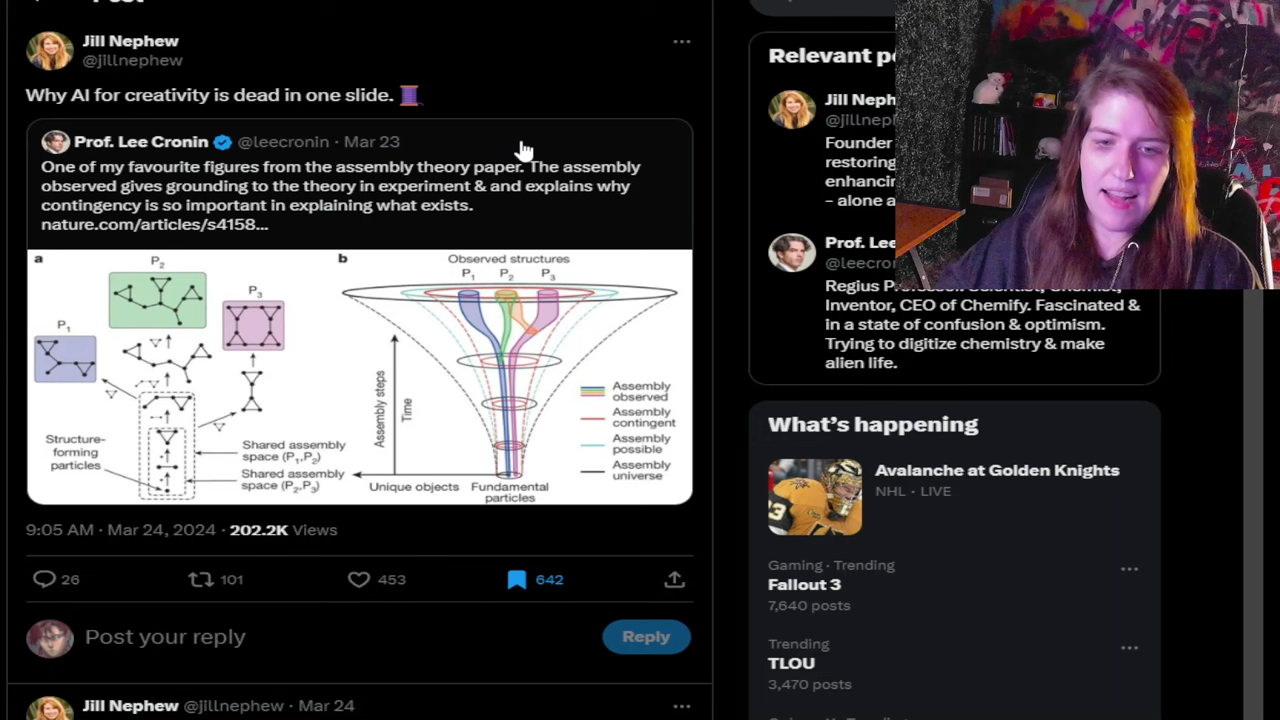 Jill Nephew
@jillnephew
Why AI for creativity is dead in one slide.
Prof. Lee Cronin @leecronin · Mar 23
One of my favourite figures from the assembly theory paper. The assembly
observed gives grounding to the theory in experiment & and explains why
contingency is so important in explaining what exists.
nature.com/articles/s4158...
a
P2
P3
P1
Structure-
forming
particles
Shared assembly
space (P1,P2)
Shared assembly
space (P2,P3)
b
Observed structures
P1 P2 P3
Assembly steps
Time
Assembly
observed
Assembly
contingent
Assembly
possible
Assembly
universe
Unique objects
Fundamental
particles
9:05 AM · Mar 24, 2024 · 202.2K Views
26 101 453 642
Post your reply
Reply
Jill Nephew @jillnephew · Mar 24
Relevant
Jill
Founder
restoring
– alone
Prof. Lee
Inventor, CEO of Chemify. Fascinated &
in a state of confusion & optimism.
Trying to digitize chemistry & make
alien life.
What's happening
Avalanche at Golden Knights
NHL · LIVE
Gaming · Trending
Fallout 3
7,640 posts
Trending
TLOU
3,470 posts